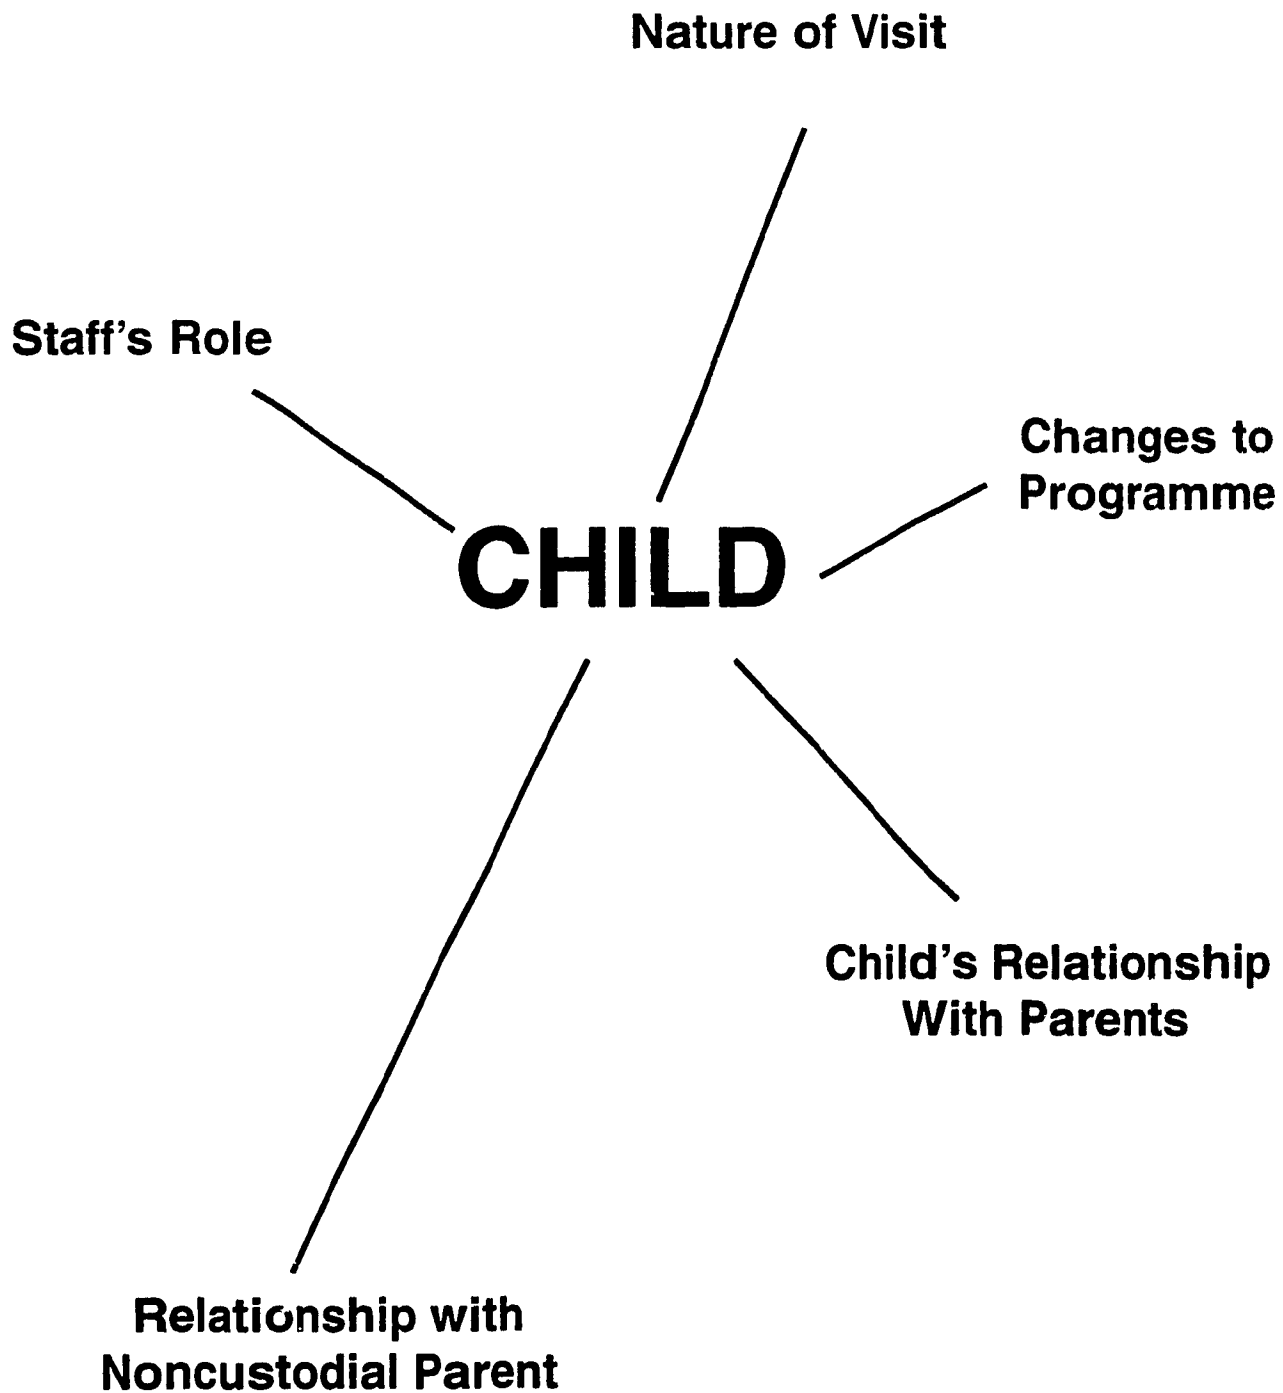 Nature of Visit
Staff's Role
Changes to
Programme
CHILD
Child's Relationship
With Parents
Relationship with
Noncustodial Parent